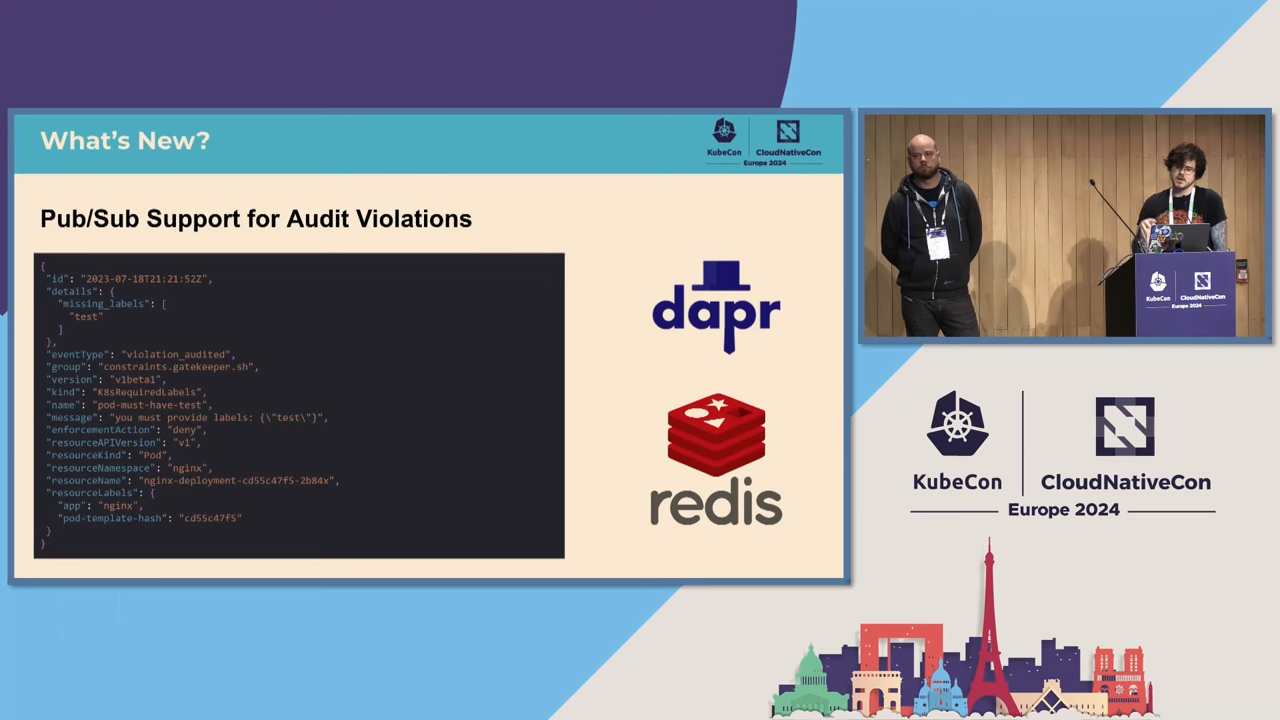 What's New?
KubeCon
CloudNativeCon
Europe 2024
Pub/Sub Support for Audit Violations
{
"id": "2023-07-18T21:21:52Z",
"details": {
"missing_labels": [
"test"
]
},
"eventType": "violation_audited",
"group": "constraints.gatekeeper.sh",
"version": "v1beta1",
"kind": "K8sRequiredLabels",
"name": "pod-must-have-test",
"message": "you must provide labels: {\"test\"}",
"enforcementAction": "deny",
"resourceAPIVersion": "v1",
"resourceKind": "Pod",
"resourceNamespace": "nginx",
"resourceName": "nginx-deployment-cd55c47f5-2b84x",
"resourceLabels": {
"app": "nginx",
"pod-template-hash": "cd55c47f5"
}
}
dapr
redis
KubeCon
CloudNativeCon
Europe 2024
KubeCon
CloudNativeCon
Europe 2024